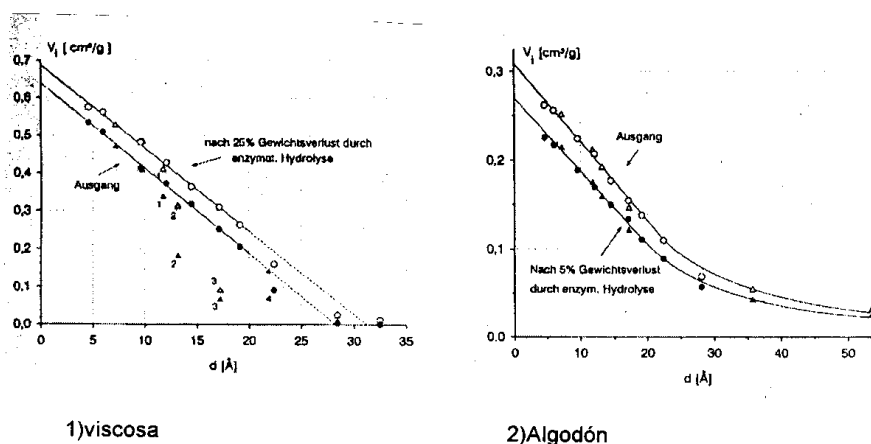 V_i [ cm³/g]
0,7
0,6
0,5
0,4
0,3
0,2
0,1
0,0
nach 25% Gewichtsverlust durch
enzymat. Hydrolyse
Ausgang
1
1
2
2
3
3
4
0 5 10 15 20 25 30 35
d [Å]
1)viscosa
V_i [cm³/g]
0,3
0,2
0,1
0.0
Ausgang
Nach 5% Gewichtsverlust
durch enzym. Hydrolyse
0 10 20 30 40 50
d [Å]
2)Algodón